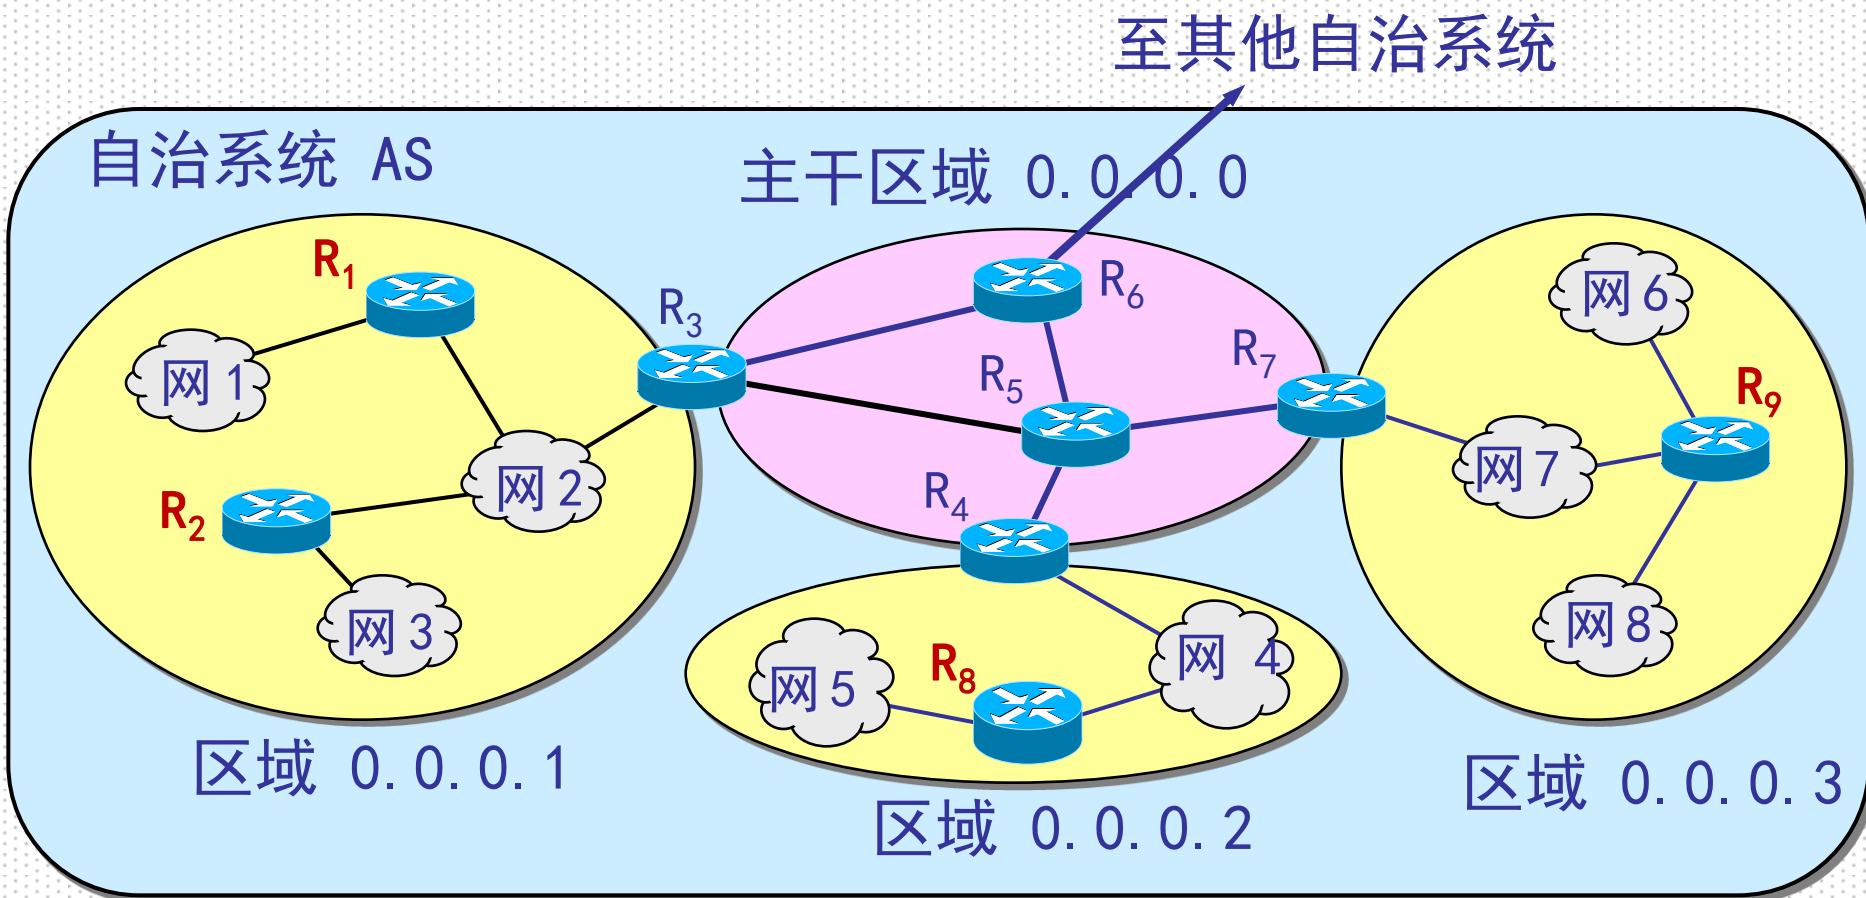 至其他自治系统
自治系统 AS
主干区域 0.0.0.0
R1
R3
R6
R5
R7
R9
R2
R4
R8
网1
网2
网3
网6
网7
网8
网5
网 4
区域 0.0.0.1
区域 0.0.0.2
区域 0.0.0.3